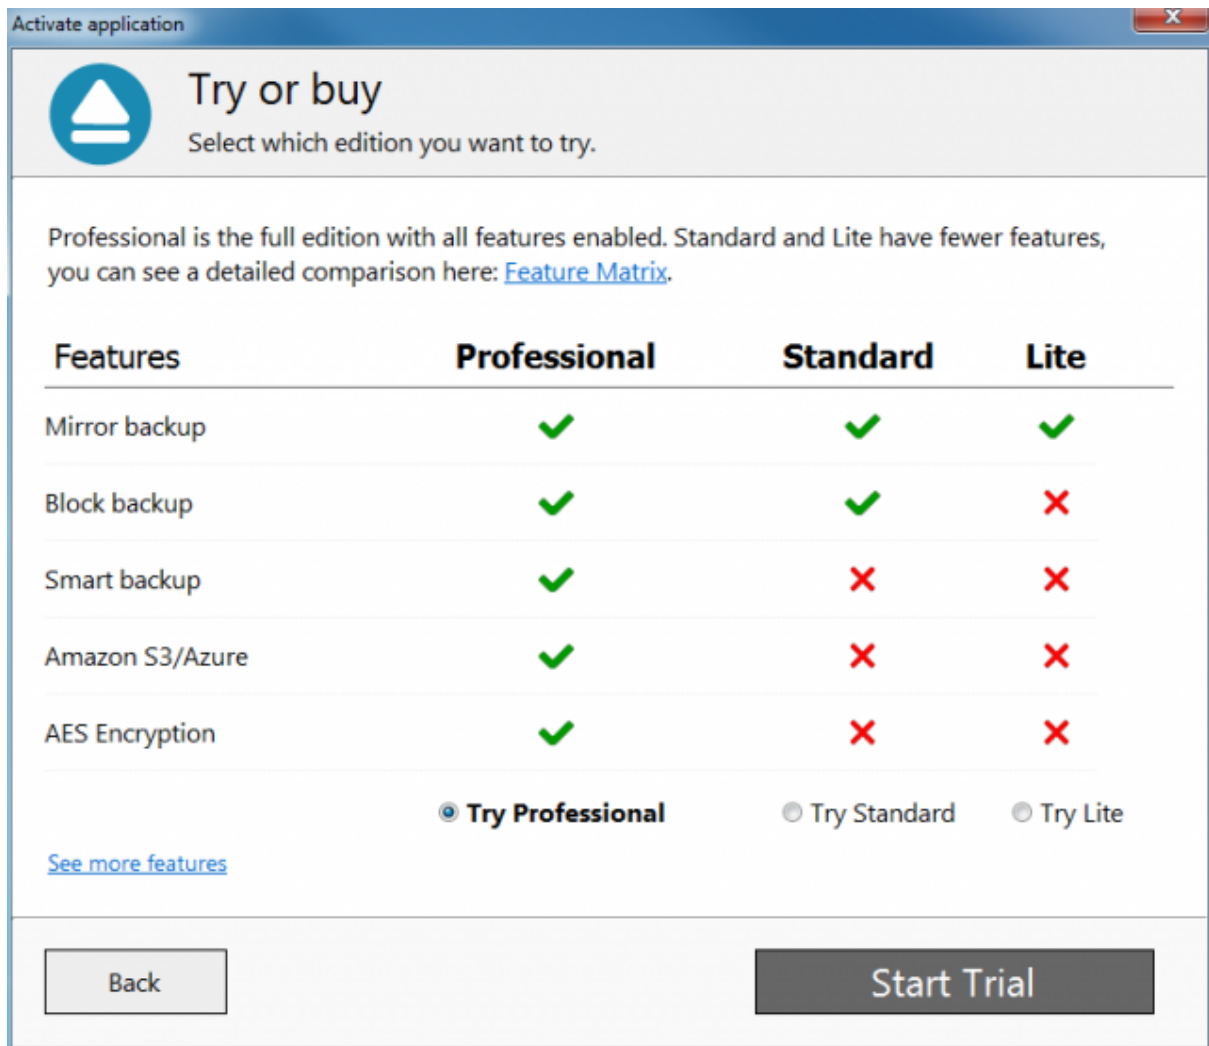 Activate application
Try or buy
Select which edition you want to try.
Professional is the full edition with all features enabled. Standard and Lite have fewer features,
you can see a detailed comparison here: Feature Matrix.
Features Professional Standard Lite
Mirror backup
Block backup
Smart backup
Amazon S3/Azure
AES Encryption
Try Professional Try Standard Try Lite
See more features
Back Start Trial